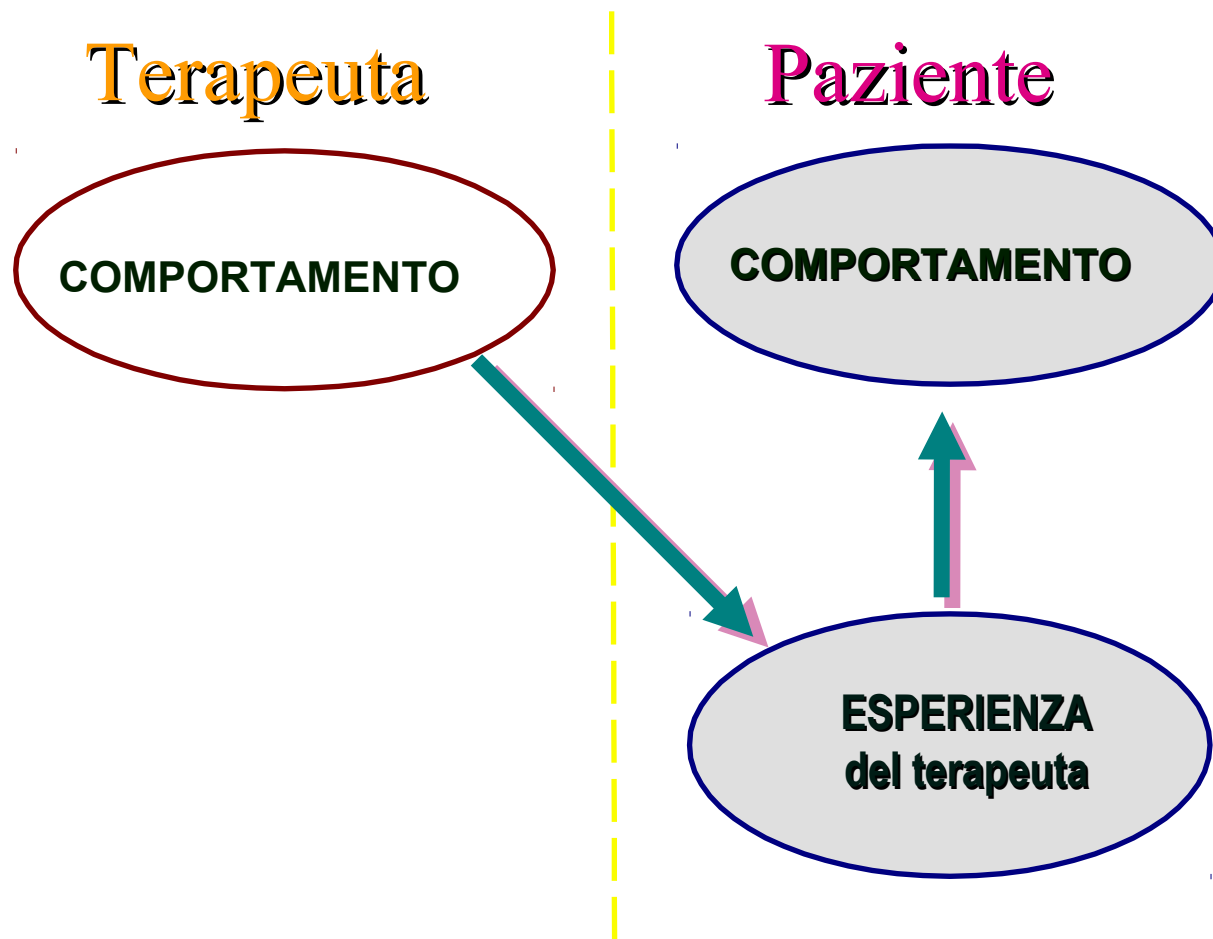 Terapeuta
Paziente
COMPORTAMENTO
COMPORTAMENTO
ESPERIENZA
del terapeuta